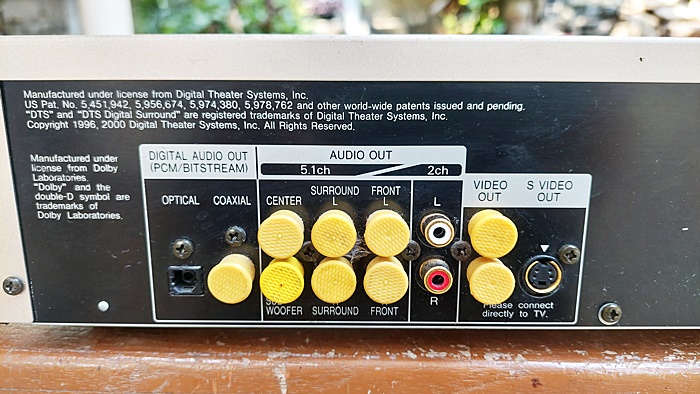 Manufactured under license from Digital Theater Systems, Inc.
US Pat. No. 5,451,942, 5,956,674, 5,974,380, 5,978,762 and other world-wide patents issued and pending.
"DTS" and "DTS Digital Surround" are registered trademarks of Digital Theater Systems, Inc.
Copyright 1996, 2000 Digital Theater Systems, Inc. All Rights Reserved.
Manufactured under
license from Dolby
Laboratories.
"Dolby" and the
double-D symbol are
trademarks of
Dolby Laboratories.
DIGITAL AUDIO OUT
(PCM/BITSTREAM)
OPTICAL COAXIAL
AUDIO OUT
5.1ch 2ch
CENTER SURROUND FRONT
L L L
WOOFER SURROUND FRONT
R
VIDEO OUT
S VIDEO OUT
Please connect
directly to TV.